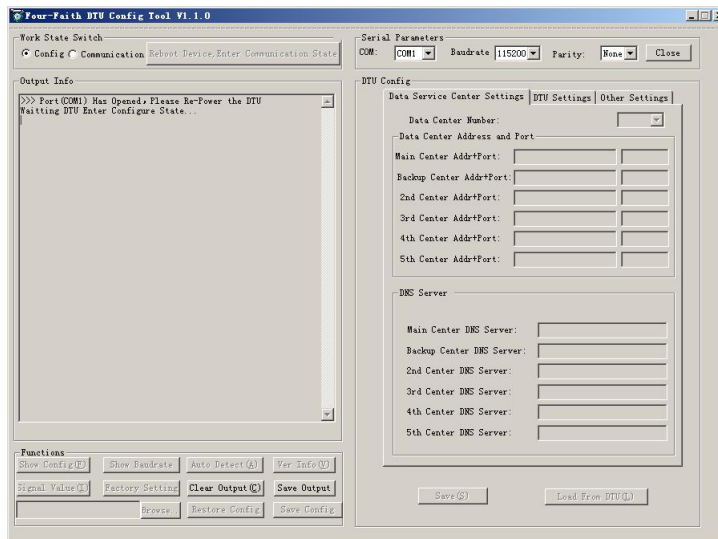 Four-Faith DTU Config Tool V1.1.0
Work State Switch
Config Communication Reboot Device,Enter Communication State
Serial Parameters
COM: COM1 Baudrate 115200 Parity: None Close
Output Info
>>> Port(COM1) Has Opened, Please Re-Power the DTU
Waitting DTU Enter Configure State...
DTU Config
Data Service Center Settings DTU Settings Other Settings
Data Center Number:
Data Center Address and Port
Main Center Addr+Port:
Backup Center Addr+Port:
2nd Center Addr+Port:
3rd Center Addr+Port:
4th Center Addr+Port:
5th Center Addr+Port:
DNS Server
Main Center DNS Server:
Backup Center DNS Server:
2nd Center DNS Server:
3rd Center DNS Server:
4th Center DNS Server:
5th Center DNS Server:
Functions
Show Config(F) Show Baudrate Auto Detect(A) Ver Info(V)
Signal Value(I) Factory Setting Clear Output(C) Save Output
Browse.. Restore Config Save Config
Save(S) Load From DTU(L)